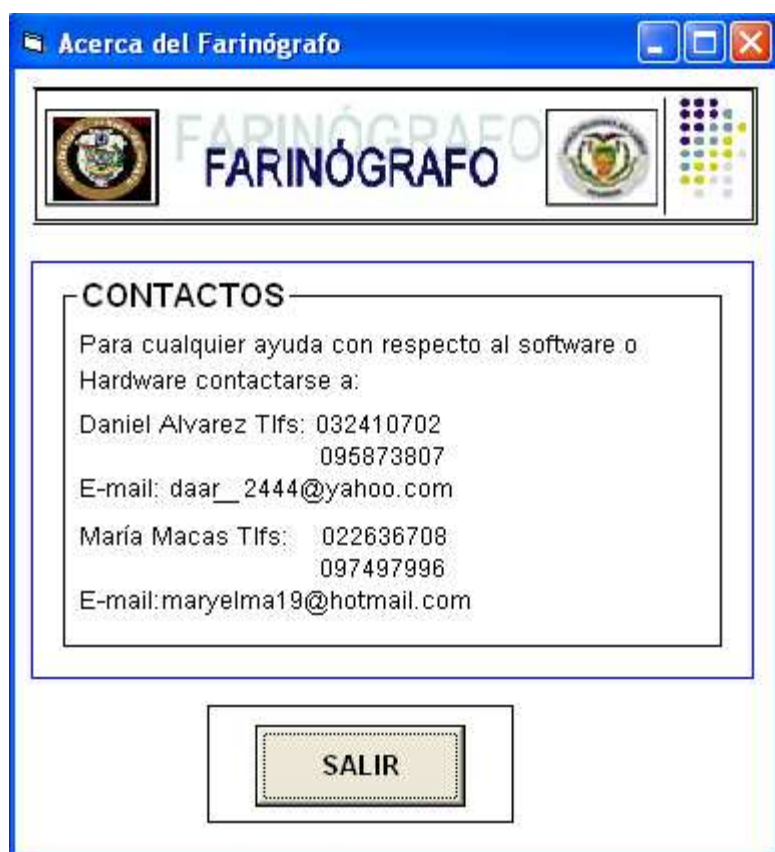 Acerca del Farinógrafo
FARINÓGRAFO
FARINÓGRAFO
CONTACTOS
Para cualquier ayuda con respecto al software o
Hardware contactarse a:
Daniel Alvarez Tlfs: 032410702
095873807
E-mail: daar__2444@yahoo.com
María Macas Tlfs: 022636708
097497996
E-mail:maryelma19@hotmail.com
SALIR